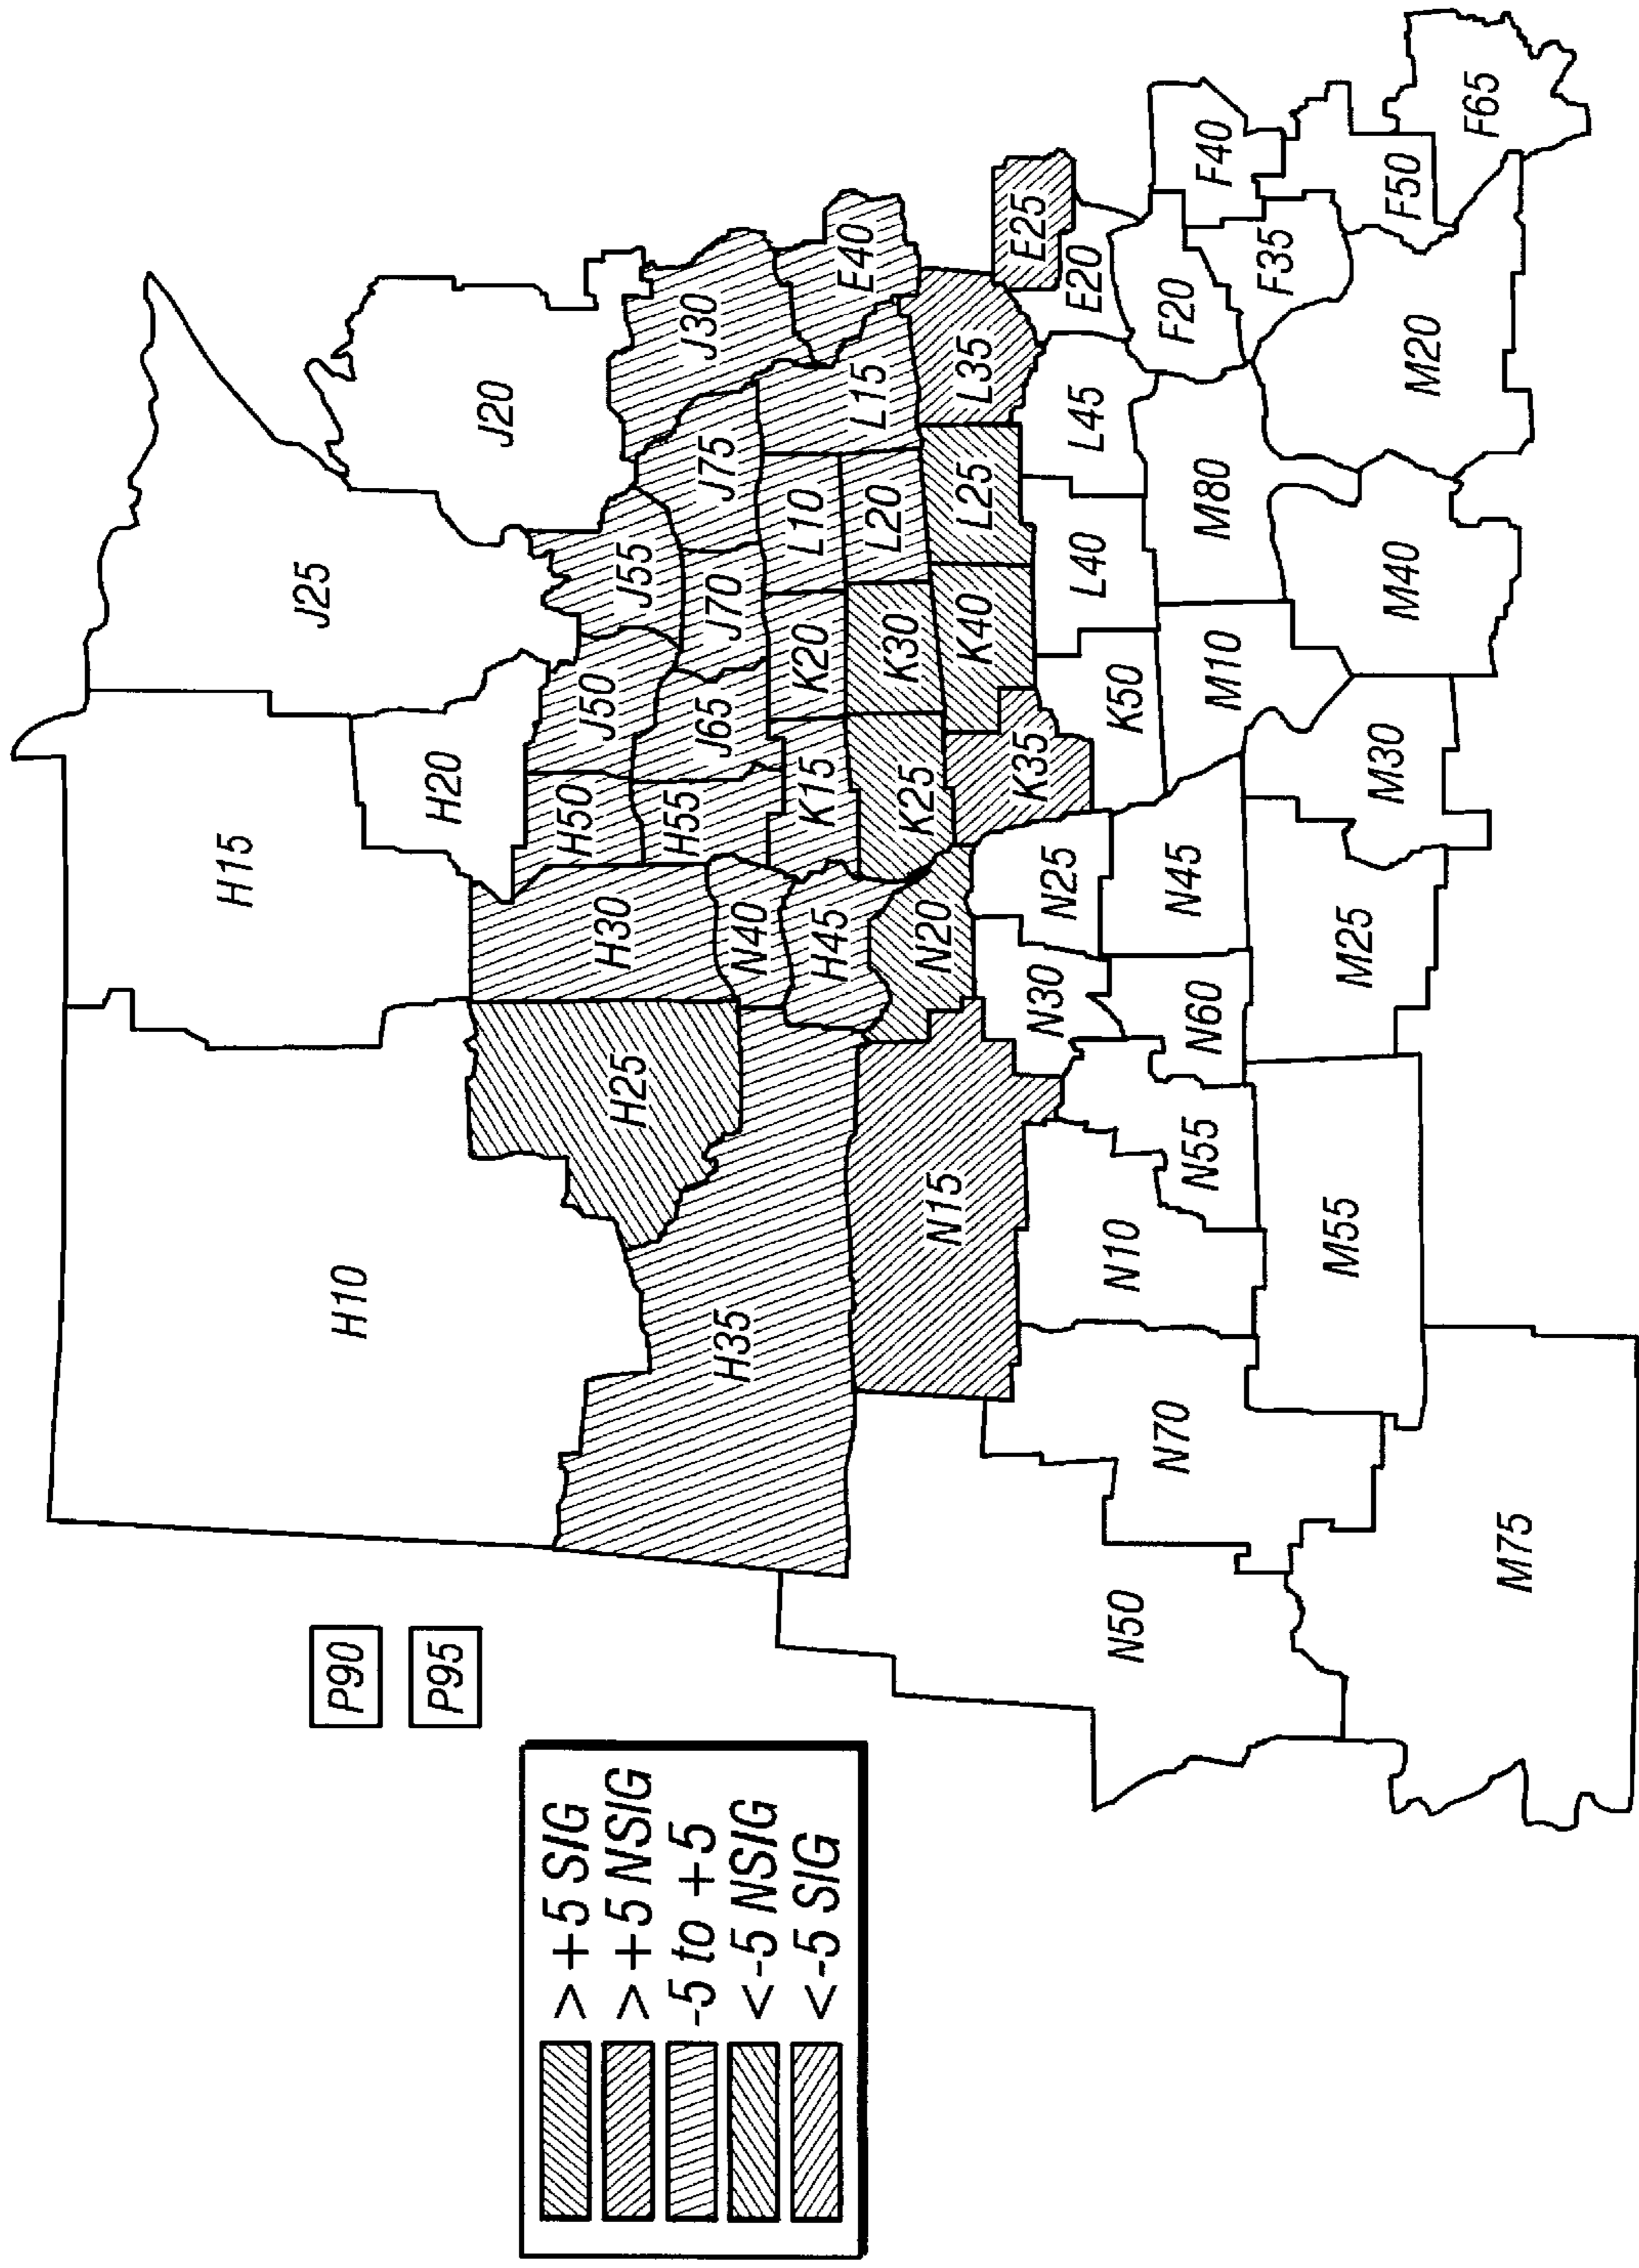 P90
P95
> +5 SIG
> +5 NSIG
-5 to +5
<-5 NSIG
<-5 SIG
H10
H15
J25
H20
J20
H25
H30
H50
J50
J55
H35
N40
H55
J65
J70
J75
J30
H45
K15
K20
L10
L15
E40
N15
N20
K25
K30
L20
K35
K40
L25
L35
E25
N50
N70
N10
N55
N30
N25
N60
N45
K50
L40
L45
E20
M10
M80
F20
F40
F35
M75
M55
M25
M30
M40
M20
F50
F65